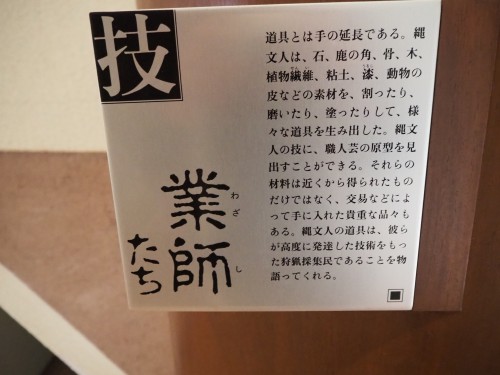 技
業師たち
わざし
道具とは手の延長である。縄
文人は、石、鹿の角、骨、木、
植物繊維、粘土、漆、動物の
皮などの素材を、割ったり、
磨いたり、塗ったりして、様
々な道具を生み出した。縄文
人の技に、職人芸の原型を見
出すことができる。それらの
材料は近くから得られたもの
だけではなく、交易などによ
って手に入れた貴重な品々も
ある。縄文人の道具は、彼ら
が高度に発達した技術をもっ
た狩猟採集民であることを物
語ってくれる。